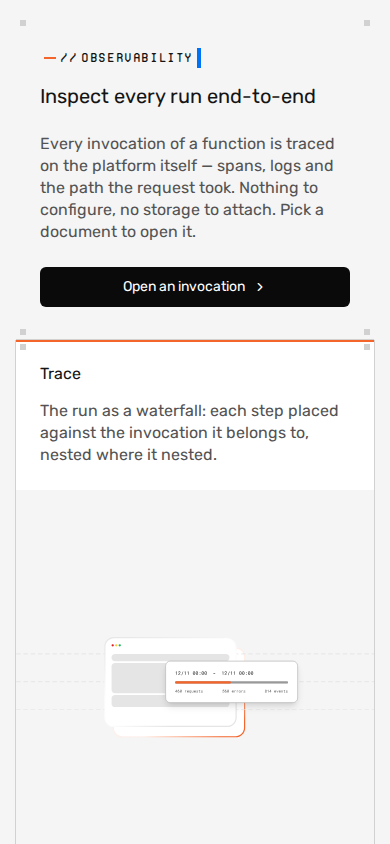 // OBSERVABILITY
Inspect every run end-to-end
Every invocation of a function is traced
on the platform itself — spans, logs and
the path the request took. Nothing to
configure, no storage to attach. Pick a
document to open it.
Open an invocation
Trace
The run as a waterfall: each step placed
against the invocation it belongs to,
nested where it nested.
12/11 00:00 - 12/11 00:00
requests errors events